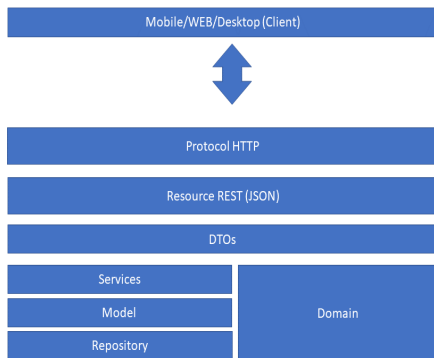 Mobile/WEB/Desktop (Client)
Protocol HTTP
Resource REST (JSON)
DTOs
Services
Model
Repository
Domain